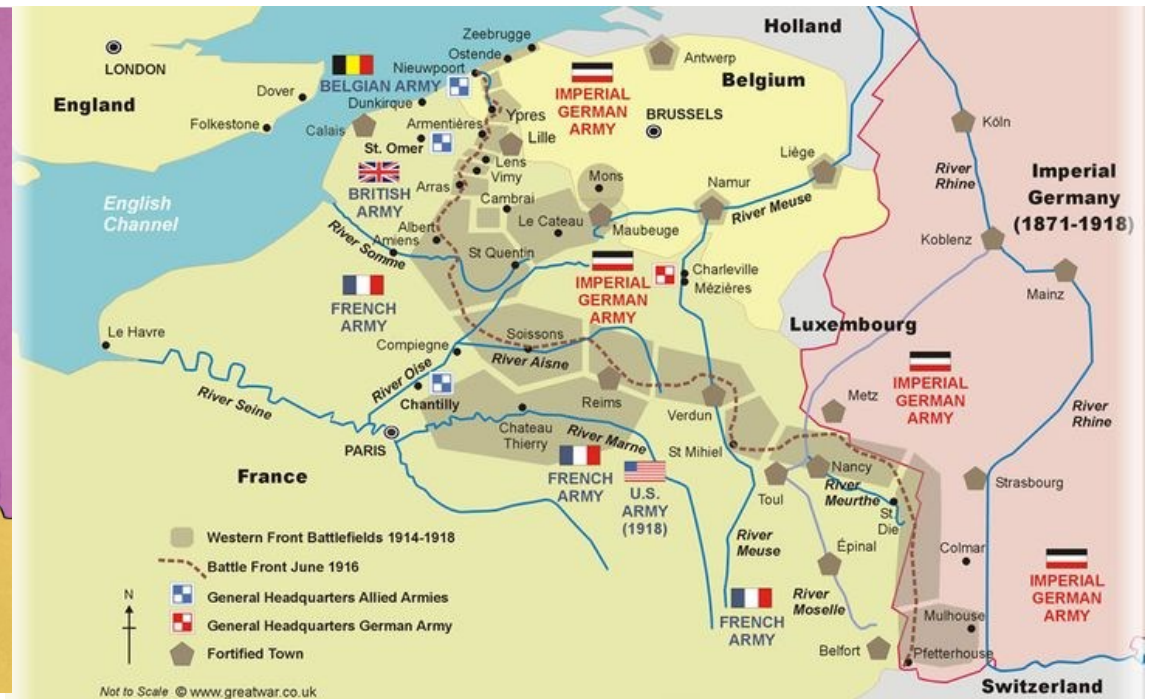 Holland
Zeebrugge
LONDON
Ostende
Antwerp
Nieuwpoort
Belgium
England
Dover
BELGIAN ARMY
IMPERIAL
GERMAN
ARMY
Dunkirque
Ypres
BRUSSELS
Folkestone
Calais
Armentières
Köln
St. Omer
Lille
Liège
River
Rhine
Imperial
Germany
(1871-1918)
Lens
Vimy
BRITISH
ARMY
Arras
Mons
Namur
English
Channel
Cambrai
River Meuse
Le Cateau
Albert
Maubeuge
Koblenz
Amiens
River Somme
St Quentin
Charleville
Mézières
IMPERIAL
GERMAN
ARMY
Mainz
FRENCH
ARMY
Luxembourg
Le Havre
Soissons
Compiegne
River Aisne
IMPERIAL
GERMAN
ARMY
River Oise
River Seine
Chantilly
Reims
Metz
River
Rhine
Verdun
Chateau
Thierry
River Marne
PARIS
St Mihiel
France
FRENCH
ARMY
U.S.
ARMY
(1918)
Nancy
Toul
River
Meurthe
Strasbourg
St
Die
Western Front Battlefields 1914-1918
River
Meuse
Épinal
Colmar
Battle Front June 1916
IMPERIAL
GERMAN
ARMY
N
General Headquarters Allied Armies
River
Moselle
General Headquarters German Army
FRENCH
ARMY
Mulhouse
Fortified Town
Belfort
Pfetterhouse
Switzerland
Not to Scale © www.greatwar.co.uk